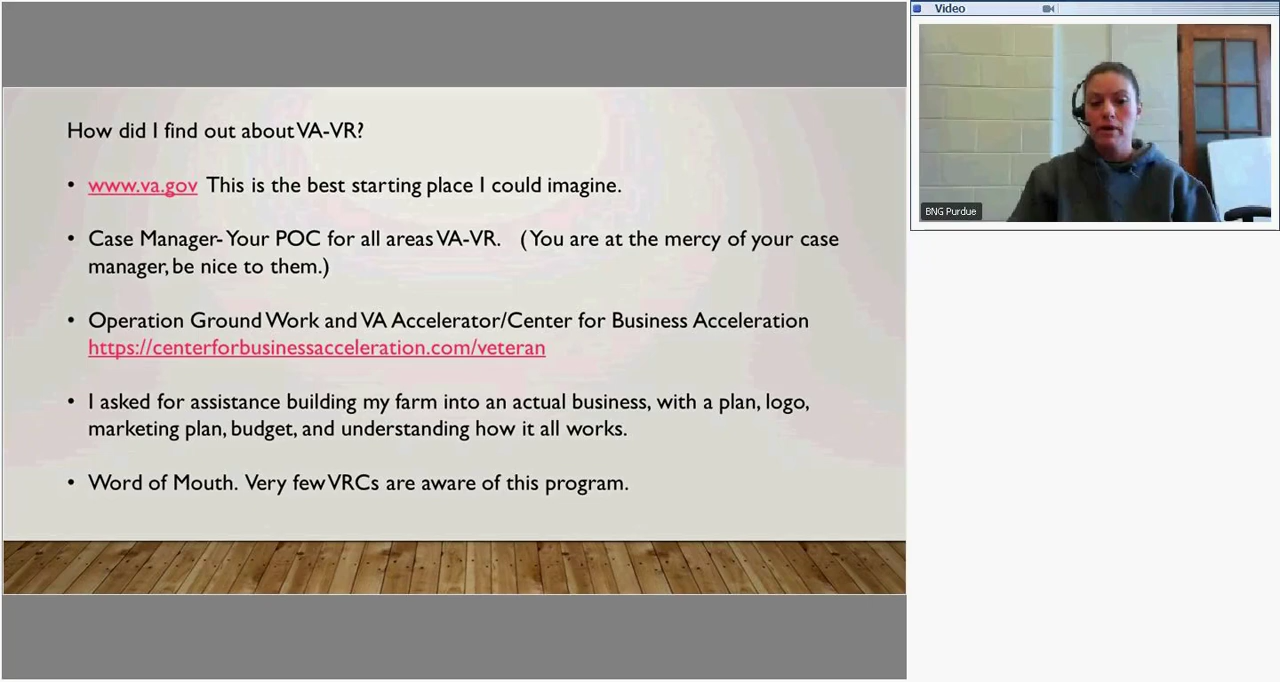 How did I find out about VA-VR?
• www.va.gov This is the best starting place I could imagine.
• Case Manager- Your POC for all areas VA-VR. ( You are at the mercy of your case
manager, be nice to them.)
• Operation Ground Work and VA Accelerator/Center for Business Acceleration
https://centerforbusinessacceleration.com/veteran
• I asked for assistance building my farm into an actual business, with a plan, logo,
marketing plan, budget, and understanding how it all works.
• Word of Mouth. Very few VRCs are aware of this program.
Video
BNG Purdue